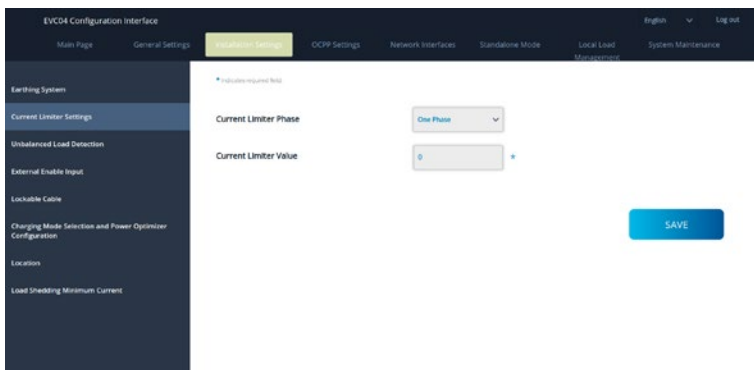 EVC04 Configuration Interface
English
Log out
Main Page
General Settings
Installation Settings
OCPP Settings
Network Interfaces
Standalone Mode
Local Load
Management
System Maintenance
* Indicates required field.
Earthing System
Current Limiter Settings
Unbalanced Load Detection
External Enable Input
Lockable Cable
Charging Mode Selection and Power Optimizer
Configuration
Location
Load Shedding Minimum Current
Current Limiter Phase
One Phase
Current Limiter Value
0
*
SAVE